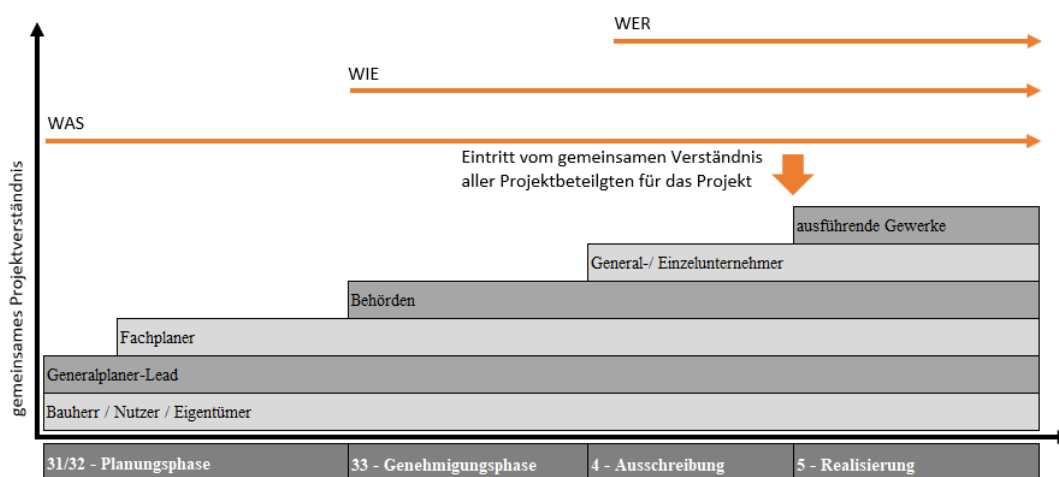 WER
WIE
WAS
Eintritt vom gemeinsamen Verständnis
aller Projektbeteilgten für das Projekt
gemeinsames Projektverständnis
ausführende Gewerke
General-/ Einzelunternehmer
Behörden
Fachplaner
Generalplaner-Lead
Bauherr / Nutzer / Eigentümer
31/32 - Planungsphase
33 - Genehmigungsphase
4 - Ausschreibung
5 - Realisierung